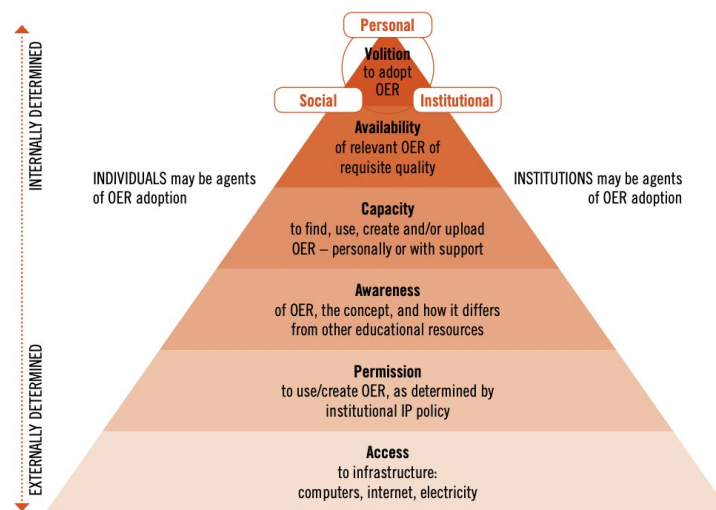 Personal
Volition
to adopt
OER
Social
Institutional
Availability
of relevant OER of
requisite quality
INTERNALLY DETERMINED
INDIVIDUALS may be agents
of OER adoption
INSTITUTIONS may be agents
of OER adoption
Capacity
to find, use, create and/or upload
OER – personally or with support
Awareness
of OER, the concept, and how it differs
from other educational resources
EXTERNALLY DETERMINED
Permission
to use/create OER, as determined by
institutional IP policy
Access
to infrastructure:
computers, internet, electricity